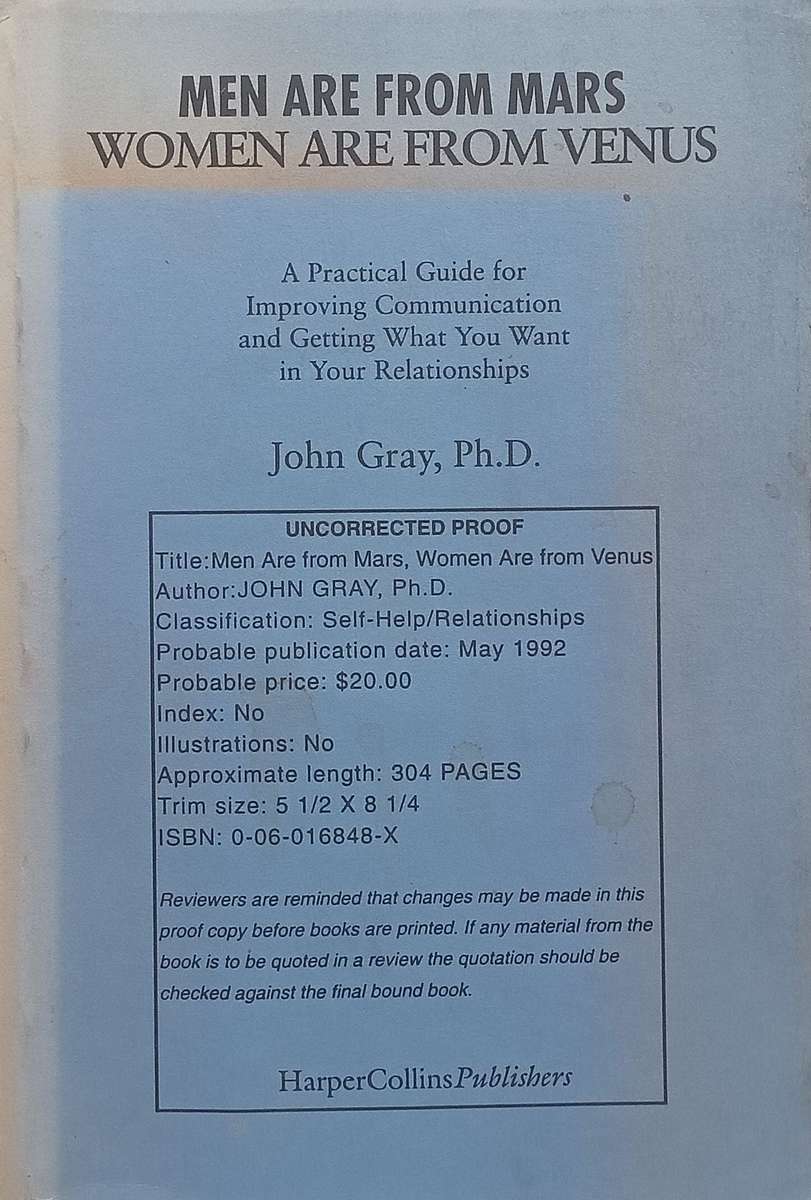 MEN ARE FROM MARS
WOMEN ARE FROM VENUS
A Practical Guide for
Improving Communication
and Getting What You Want
in Your Relationships
John Gray, Ph.D.
UNCORRECTED PROOF
Title:Men Are from Mars, Women Are from Venus
Author:JOHN GRAY, Ph.D.
Classification: Self-Help/Relationships
Probable publication date: May 1992
Probable price: $20.00
Index: No
Illustrations: No
Approximate length: 304 PAGES
Trim size: 5 1/2 X 8 1/4
ISBN: 0-06-016848-X
Reviewers are reminded that changes may be made in this
proof copy before books are printed. If any material from the
book is to be quoted in a review the quotation should be
checked against the final bound book.
HarperCollinsPublishers